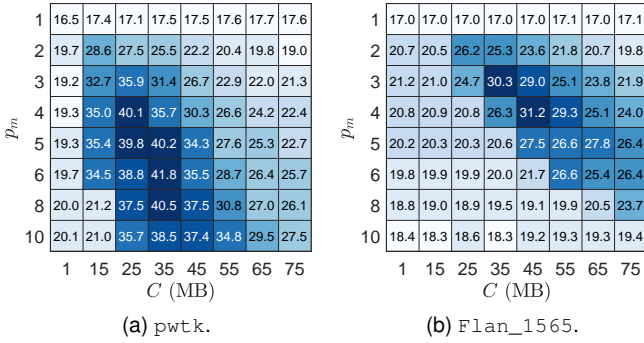 1 16.5 17.4 17.1 17.1 17.6 17.7 17.7 17.6
2 19.7 28.6 27.5 25.5 22.2 20.4 19.8 19.0
3 19.2 32.7 35.9 31.4 26.7 22.9 22.0 21.3
4 19.3 35.0 40.1 35.7 30.3 26.6 24.2 22.4
5 19.3 35.4 39.8 40.2 34.3 27.6 25.3 22.7
6 19.7 34.5 38.8 41.8 35.5 28.7 26.4 25.7
8 20.0 21.2 37.5 40.5 37.5 30.8 27.0 26.1
10 20.1 21.0 35.7 38.5 37.4 34.8 29.5 27.5
p_m
1 15 25 35 45 55 65 75
C (MB)
(a) pwtk.
1 17.0 17.0 17.0 17.1 17.0 17.1 17.0 17.1
2 20.7 20.5 26.2 25.3 23.6 21.8 20.7 19.8
3 21.2 21.0 24.7 30.3 29.0 25.1 23.8 21.9
4 20.8 20.9 20.8 26.3 31.2 29.3 25.1 24.0
5 20.2 20.3 20.3 20.6 27.5 26.6 27.8 26.4
6 19.8 19.9 19.9 20.0 21.7 26.6 25.4 26.4
8 18.8 19.0 18.9 19.5 19.1 19.9 20.5 23.7
10 18.4 18.3 18.6 18.3 19.2 19.3 19.3 19.4
p_m
1 15 25 35 45 55 65 75
C (MB)
(b) Flan_1565.